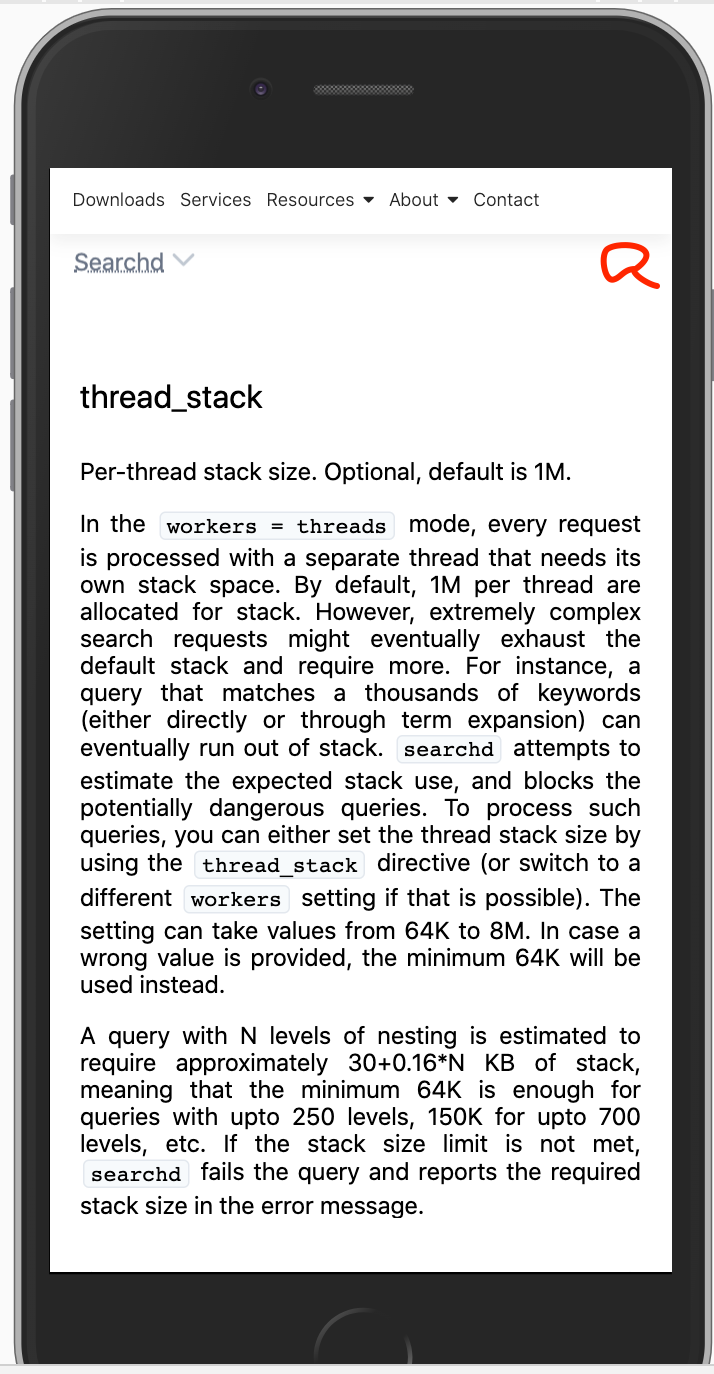 Downloads Services Resources About Contact
Searchd
thread_stack
Per-thread stack size. Optional, default is 1M.
In the workers = threads mode, every request
is processed with a separate thread that needs its
own stack space. By default, 1M per thread are
allocated for stack. However, extremely complex
search requests might eventually exhaust the
default stack and require more. For instance, a
query that matches a thousands of keywords
(either directly or through term expansion) can
eventually run out of stack. searchd attempts to
estimate the expected stack use, and blocks the
potentially dangerous queries. To process such
queries, you can either set the thread stack size by
using the thread_stack directive (or switch to a
different workers setting if that is possible). The
setting can take values from 64K to 8M. In case a
wrong value is provided, the minimum 64K will be
used instead.
A query with N levels of nesting is estimated to
require approximately 30+0.16*N KB of stack,
meaning that the minimum 64K is enough for
queries with upto 250 levels, 150K for upto 700
levels, etc. If the stack size limit is not met,
searchd fails the query and reports the required
stack size in the error message.